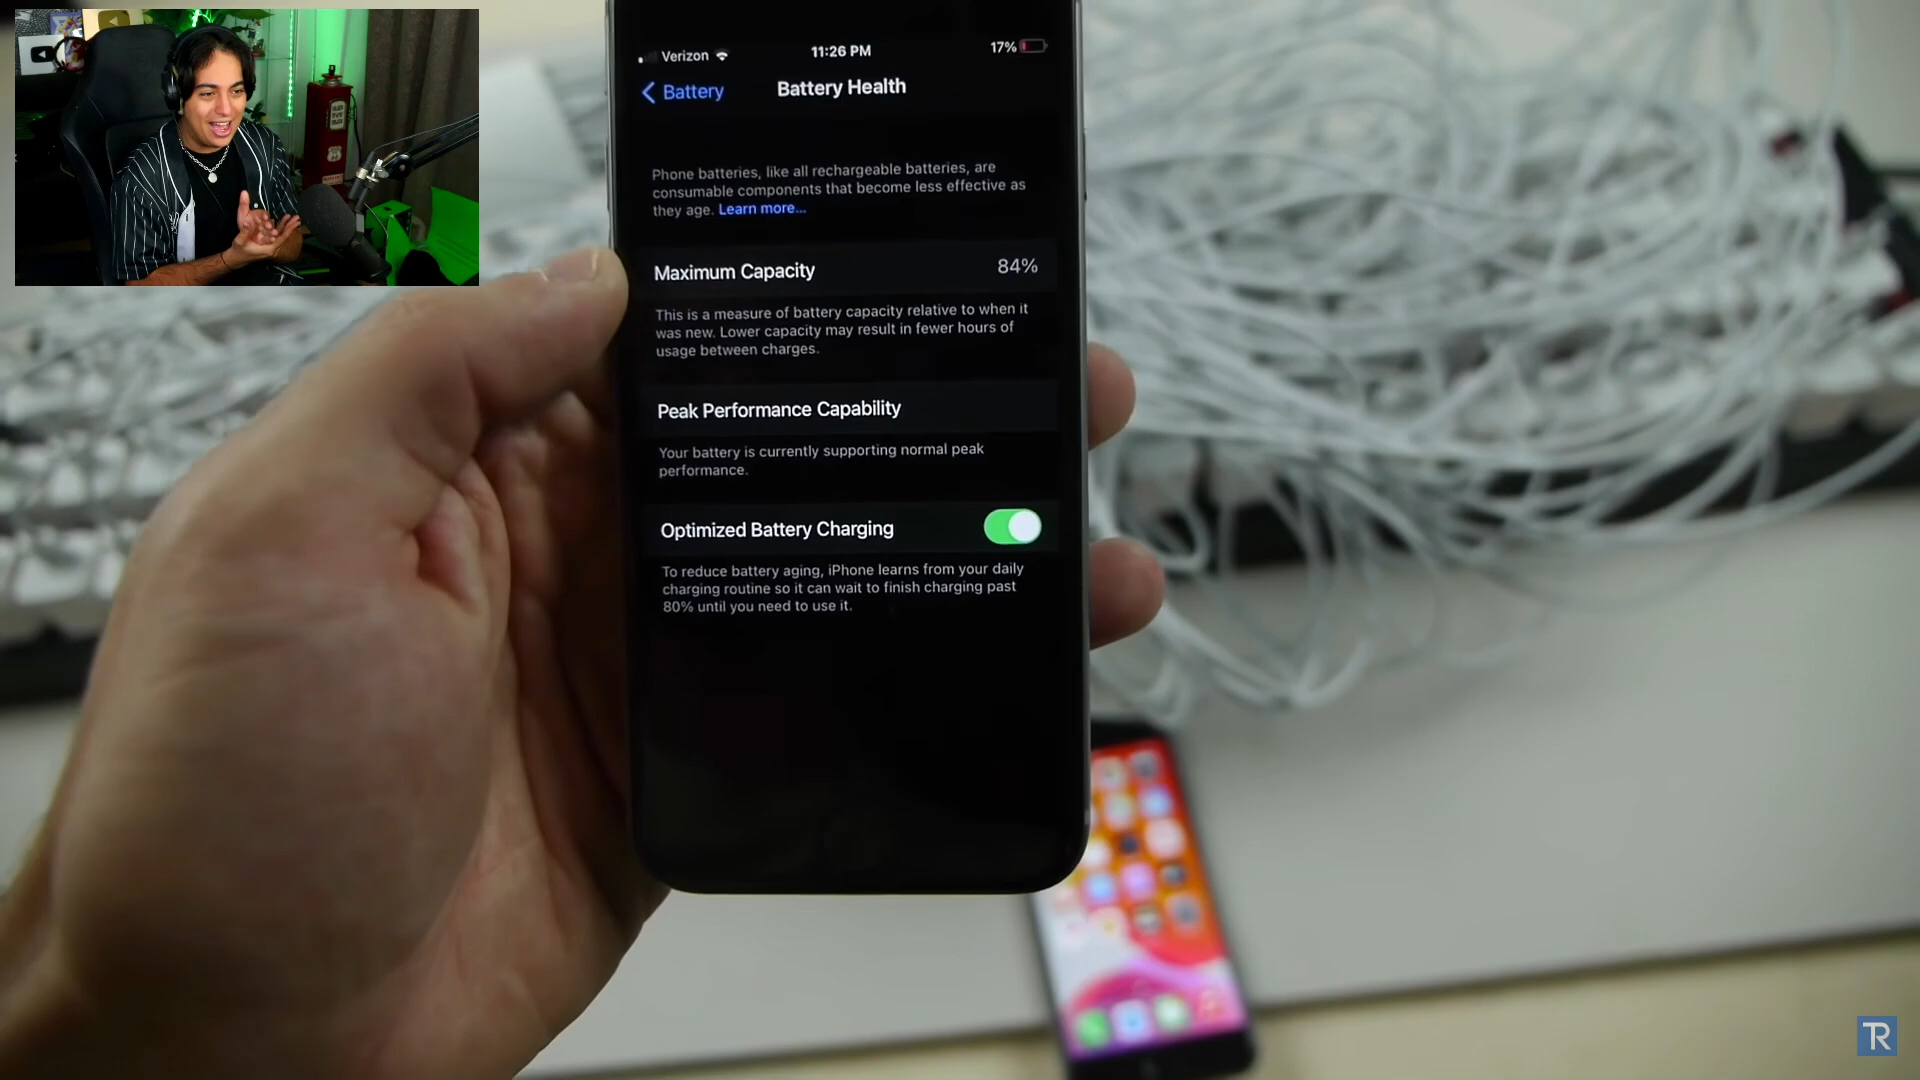 Verizon
11:26 PM
17%
Battery
Battery Health
Phone batteries, like all rechargeable batteries, are
consumable components that become less effective as
they age. Learn more...
Maximum Capacity
84%
This is a measure of battery capacity relative to when it
was new. Lower capacity may result in fewer hours of
usage between charges.
Peak Performance Capability
Your battery is currently supporting normal peak
performance.
Optimized Battery Charging
To reduce battery aging, iPhone learns from your daily
charging routine so it can wait to finish charging past
80% until you need to use it.
TR